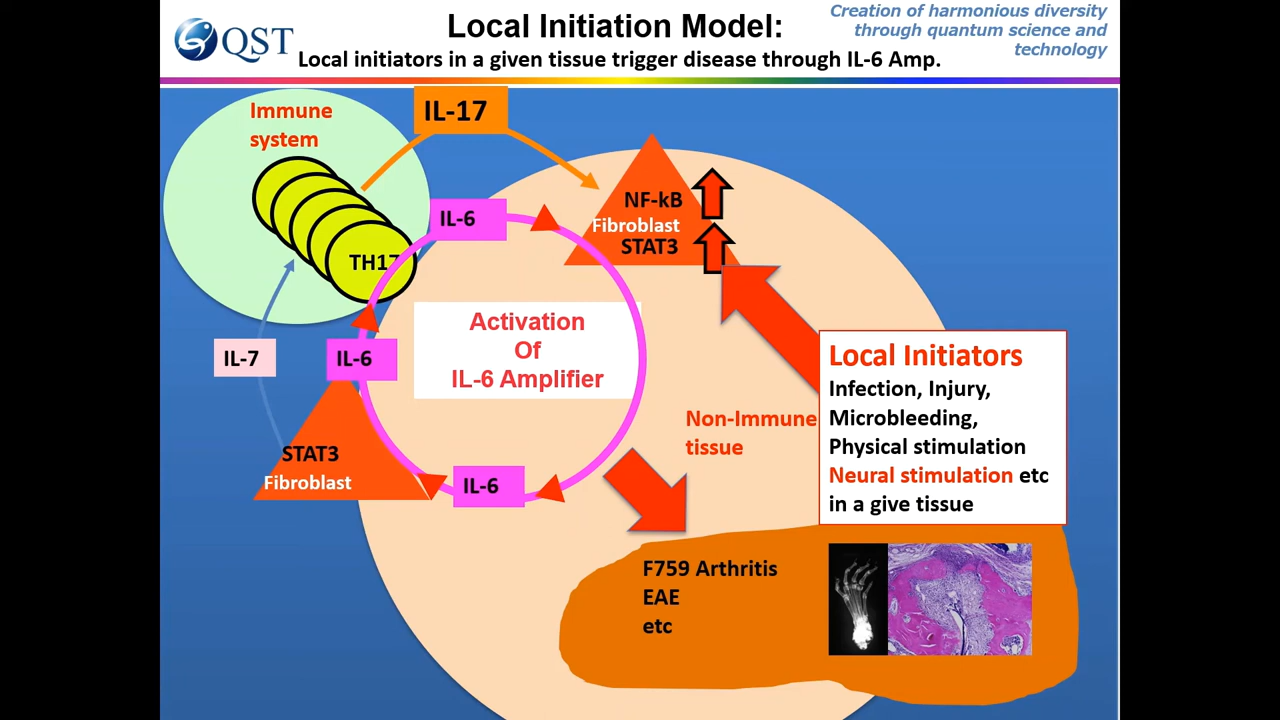 QST
Local Initiation Model:
Local initiators in a given tissue trigger disease through IL-6 Amp.
Creation of harmonious diversity
through quantum science and
technology
Immune
system
IL-17
TH17
IL-6
NF-kB
Fibroblast
STAT3
Activation
Of
IL-6 Amplifier
IL-7
IL-6
STAT3
Fibroblast
IL-6
Non-Immune
tissue
Local Initiators
Infection, Injury,
Microbleeding,
Physical stimulation
Neural stimulation etc
in a give tissue
F759 Arthritis
EAE
etc